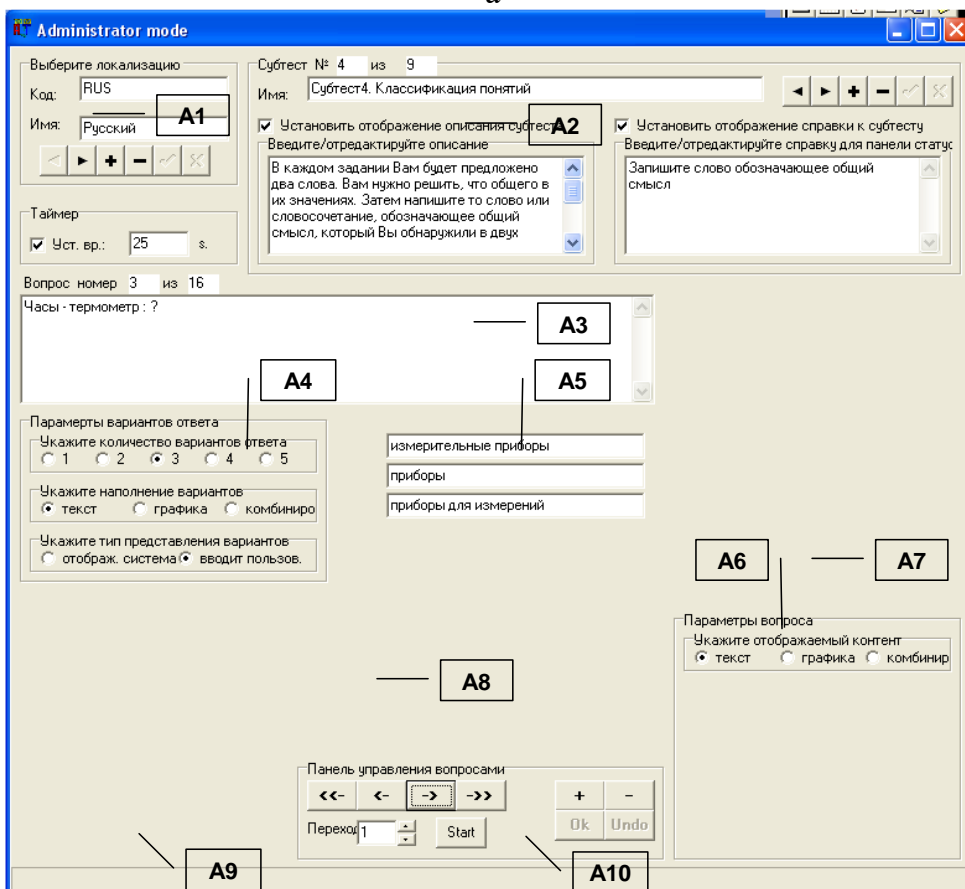 а
Administrator mode
Выберите локализацию
Код: RUS
Имя: Русский
A1
Таймер
Уст. вр.: 25 s.
Субтест № 4 из 9
Имя: Субтест4. Классификация понятий
Установить отображение описания субтеста
A2
Введите/отредактируйте описание
В каждом задании Вам будет предложено
два слова. Вам нужно решить, что общего в
их значениях. Затем напишите то слово или
словосочетание, обозначающее общий
смысл, который Вы обнаружили в двух
Установить отображение справки к субтесту
Введите/отредактируйте справку для панели статус
Запишите слово обозначающее общий
смысл
Вопрос номер 3 из 16
Часы - термометр : ?
A3
A4
A5
Парамерты вариантов ответа
Укажите количество вариантов ответа
1 2 3 4 5
Укажите наполнение вариантов
текст графика комбиниро
Укажите тип представления вариантов
отображ. система вводит пользов.
измерительные приборы
приборы
приборы для измерений
A6
A7
Параметры вопроса
Укажите отображаемый контент
текст графика комбинир
A8
Панель управления вопросами
<<- <- -> ->> + -
Переход 1 Start Ok Undo
A9
A10